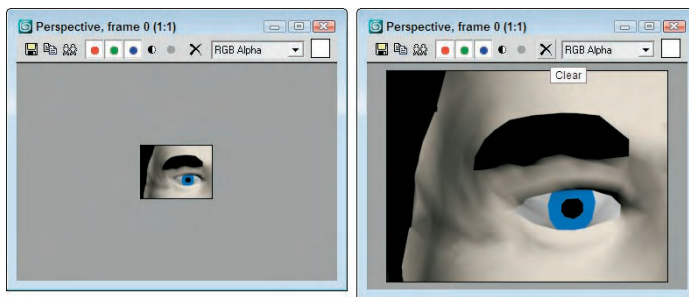 Perspective, frame 0 (1:1)
RGB Alpha
Perspective, frame 0 (1:1)
RGB Alpha
Clear